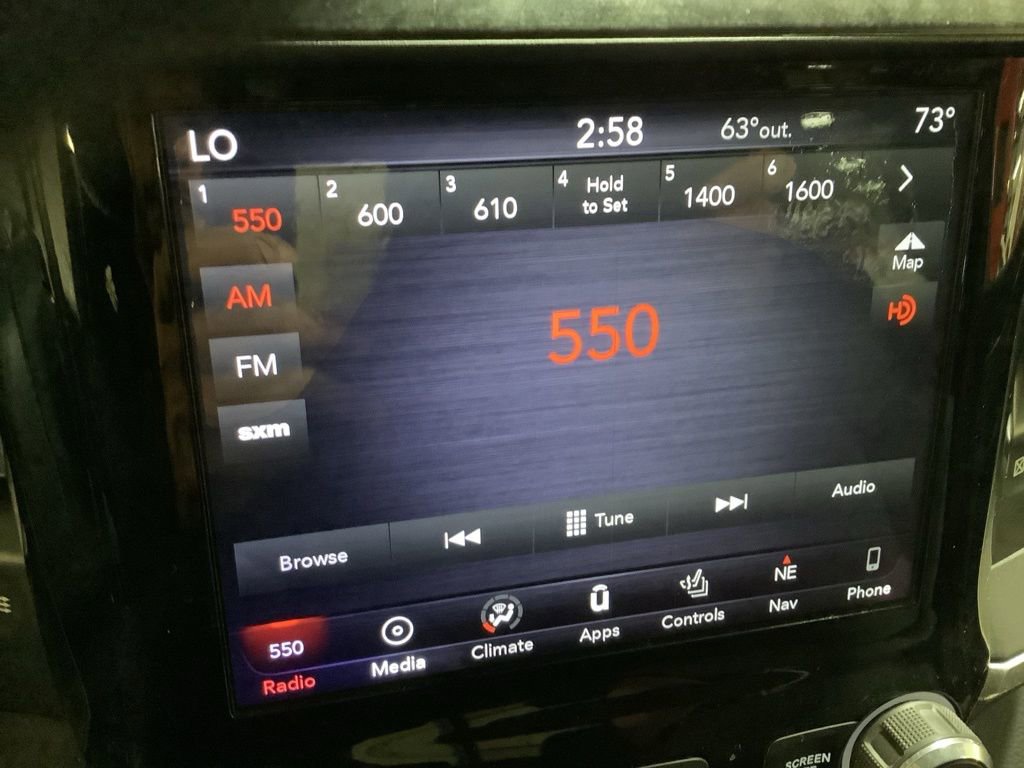 LO
2:58
63°out.
73°
1
550
2
600
3
610
4
Hold
to Set
5
1400
6
1600
Map
AM
HD
550
FM
sxm
Browse
Tune
Audio
550
Radio
Media
Climate
Apps
Controls
NE
Nav
Phone
SCREEN